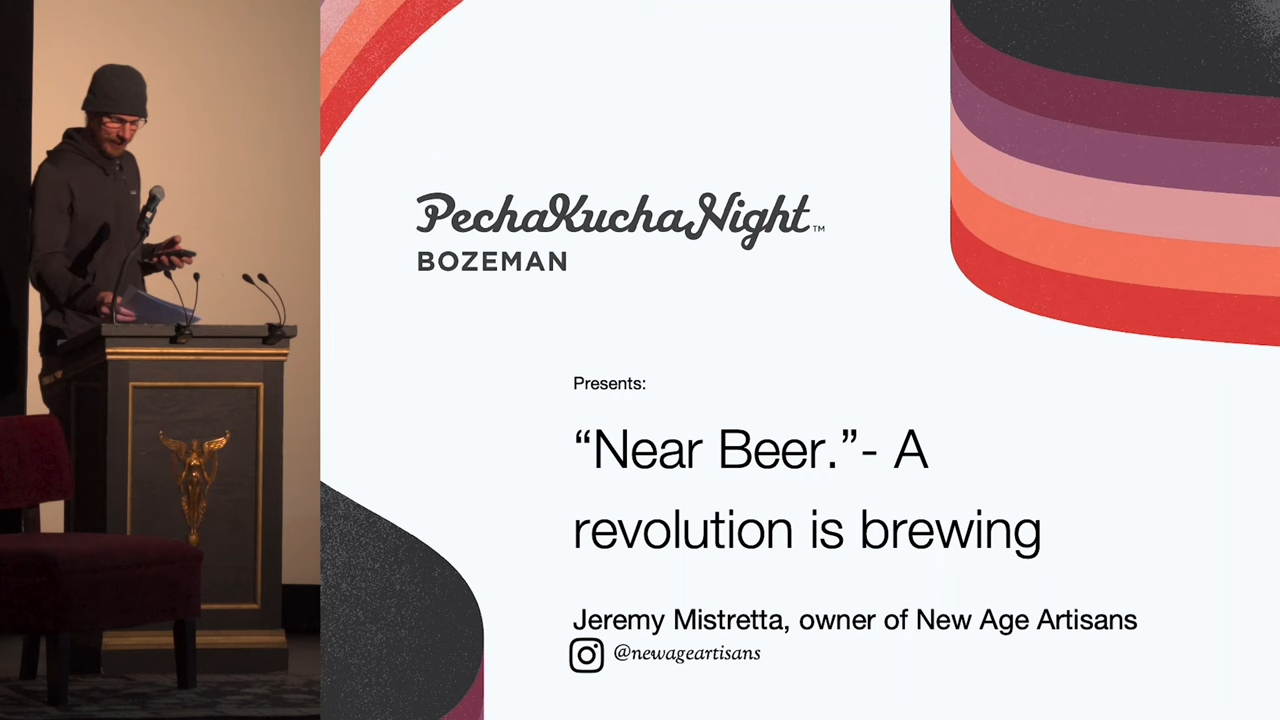 PechaKuchaNight™
BOZEMAN
Presents:
“Near Beer.”- A
revolution is brewing
Jeremy Mistretta, owner of New Age Artisans
@newageartisans